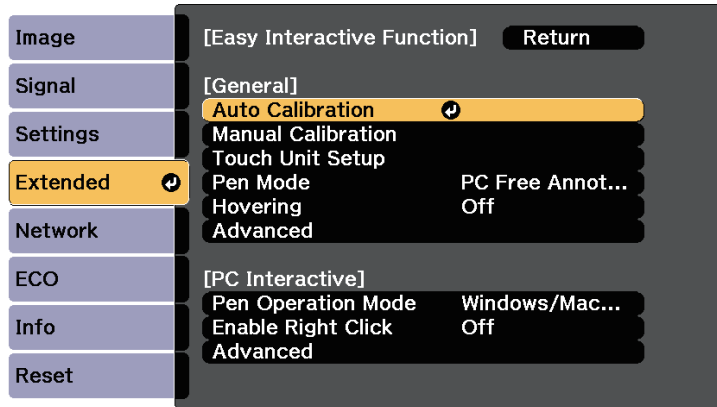 Image
Signal
Settings
Extended
Network
ECO
Info
Reset
[Easy Interactive Function] Return
[General]
Auto Calibration
Manual Calibration
Touch Unit Setup
Pen Mode PC Free Annot...
Hovering Off
Advanced
[PC Interactive]
Pen Operation Mode Windows/Mac...
Enable Right Click Off
Advanced